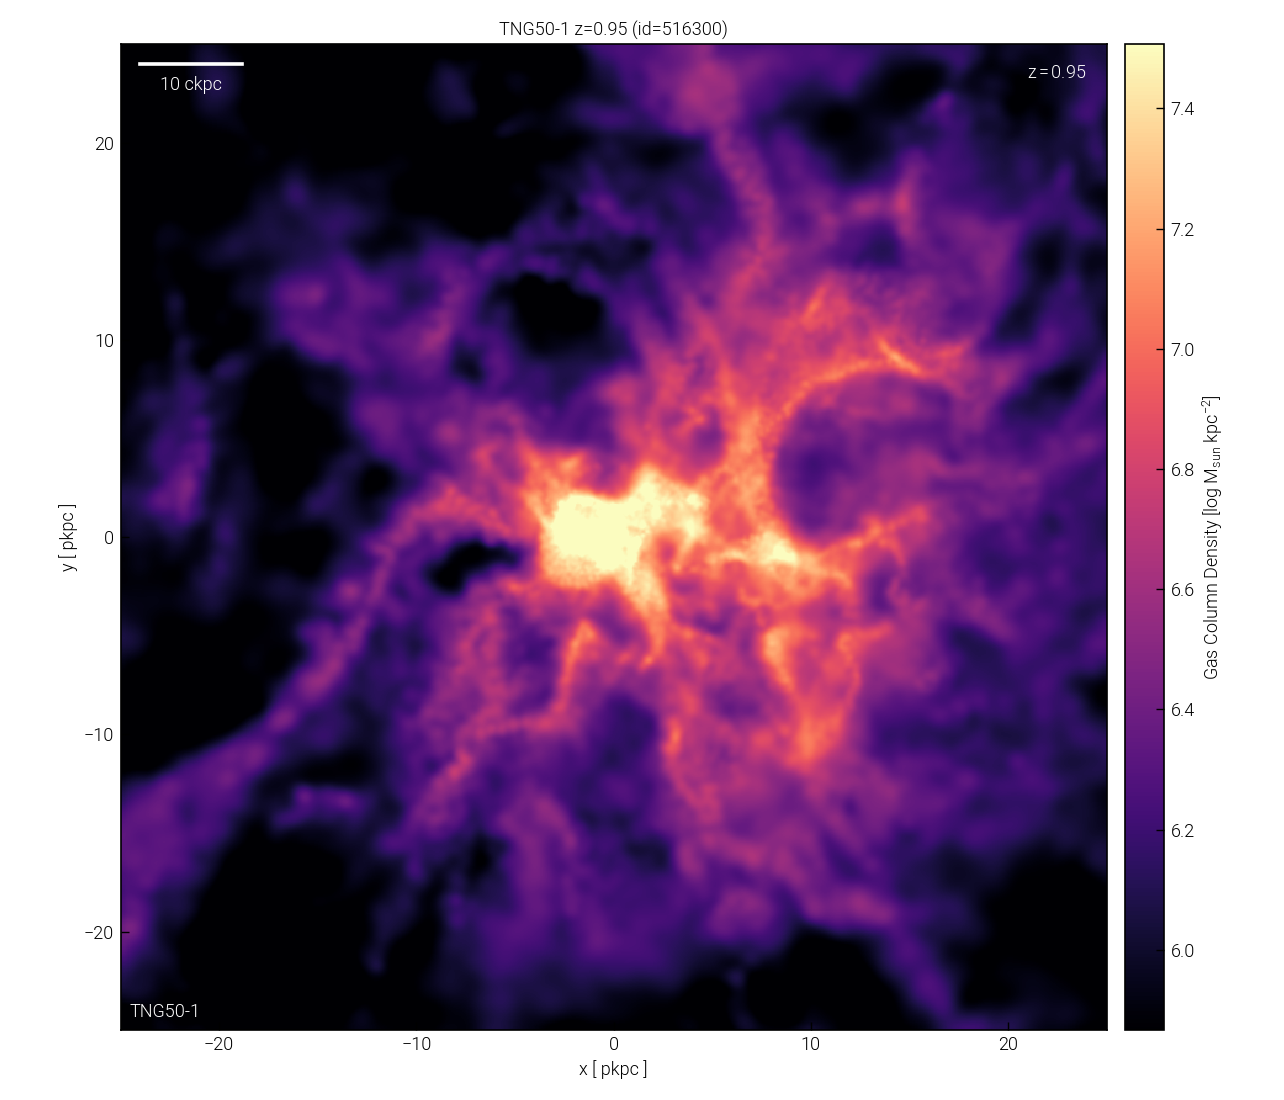 TNG50-1 z=0.95 (id=516300)
10 ckpc
z = 0.95
20
10
0
−10
−20
y [ pkpc ]
TNG50-1
−20
−10
0
10
20
x [ pkpc ]
7.4
7.2
7.0
6.8
6.6
6.4
6.2
6.0
Gas Column Density [log M_sun kpc^−2]